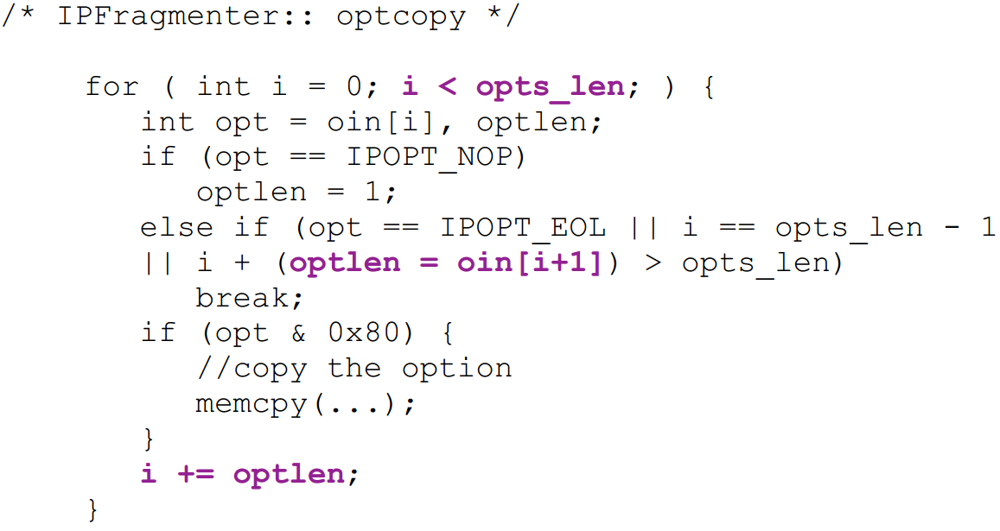 /* IPFragmenter:: optcopy */
for ( int i = 0; i < opts_len; ) {
int opt = oin[i], optlen;
if (opt == IPOPT_NOP)
optlen = 1;
else if (opt == IPOPT_EOL || i == opts_len - 1
|| i + (optlen = oin[i+1]) > opts_len)
break;
if (opt & 0x80) {
//copy the option
memcpy(...);
}
i += optlen;
}